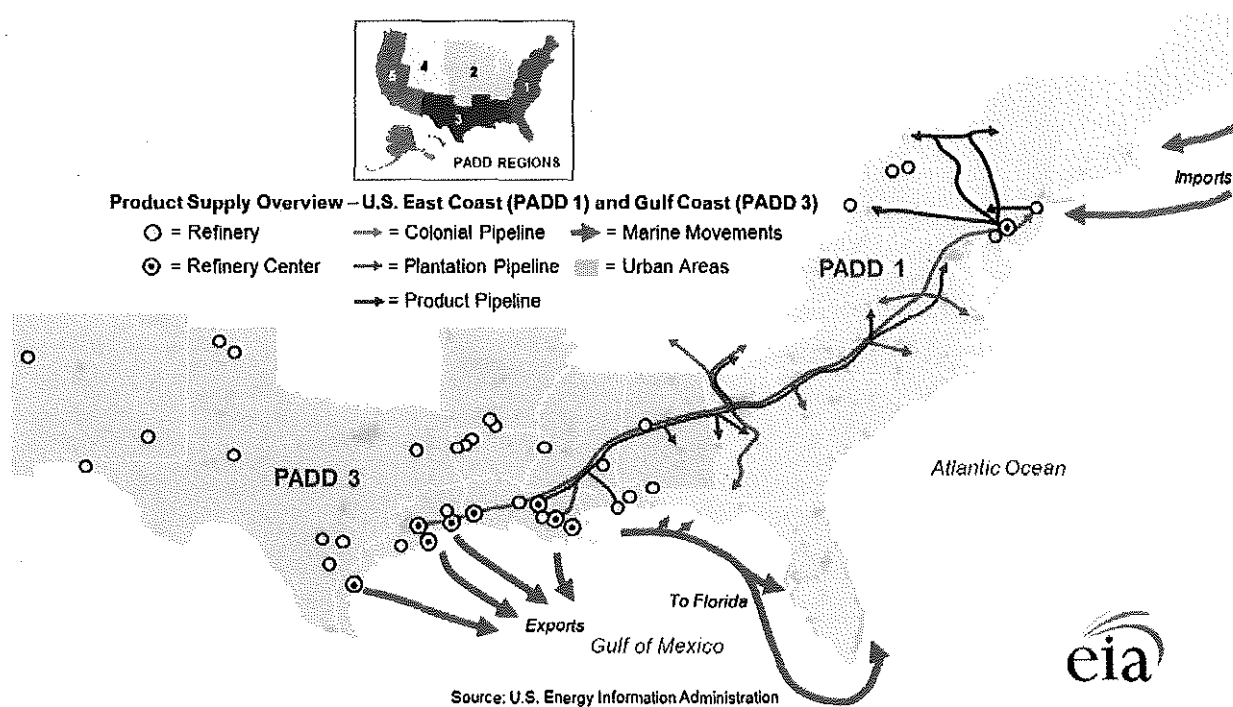 5
4
2
1
3
PADD REGIONS
Product Supply Overview – U.S. East Coast (PADD 1) and Gulf Coast (PADD 3)
= Refinery
= Colonial Pipeline
= Marine Movements
= Refinery Center
= Plantation Pipeline
= Urban Areas
= Product Pipeline
Imports
PADD 1
PADD 3
Atlantic Ocean
To Florida
Exports
Gulf of Mexico
eia
Source: U.S. Energy Information Administration